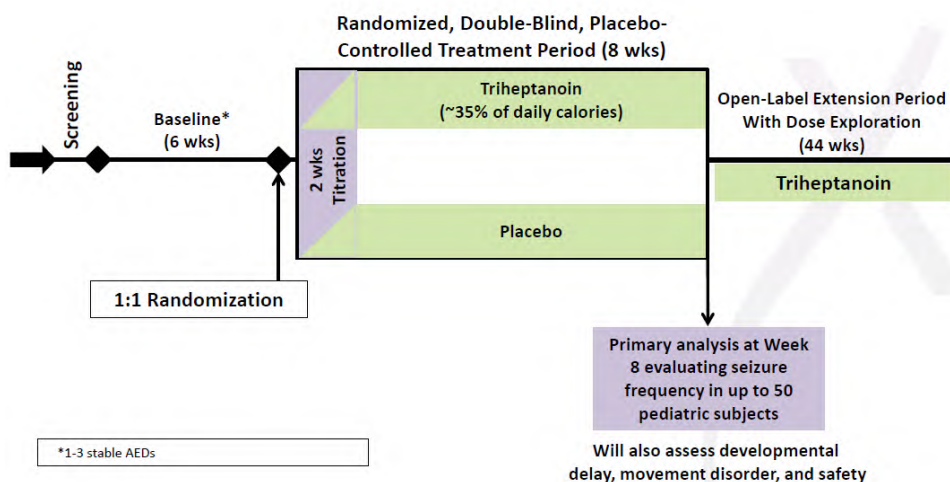 Randomized, Double-Blind, Placebo-
Controlled Treatment Period (8 wks)
Screening
Baseline*
(6 wks)
2 wks
Titration
Triheptanoin
(~35% of daily calories)
Placebo
Open-Label Extension Period
With Dose Exploration
(44 wks)
Triheptanoin
1:1 Randomization
Primary analysis at Week
8 evaluating seizure
frequency in up to 50
pediatric subjects
Will also assess developmental
delay, movement disorder, and safety
*1-3 stable AEDs